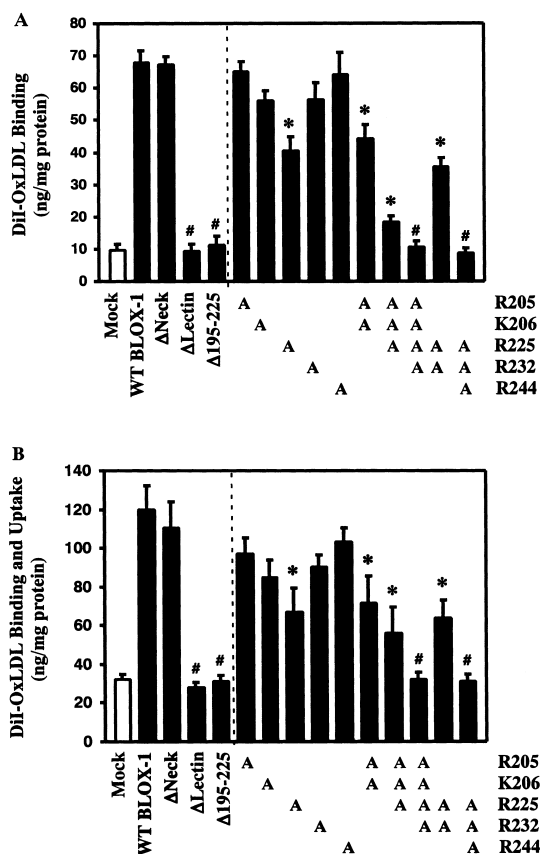 A
DiI-OxLDL Binding
(ng/mg protein)
80
70
60
50
40
30
20
10
0
# # * * * # * #
Mock
WT BLOX-1
ΔNeck
ΔLectin
Δ195-225
A A A A R205
A A A A K206
A A A A A R225
A A A A R232
A A R244
B
DiI-OxLDL Binding and Uptake
(ng/mg protein)
140
120
100
80
60
40
20
0
# # * * * # * #
Mock
WT BLOX-1
ΔNeck
ΔLectin
Δ195-225
A A A A R205
A A A A K206
A A A A A R225
A A A A R232
A A R244